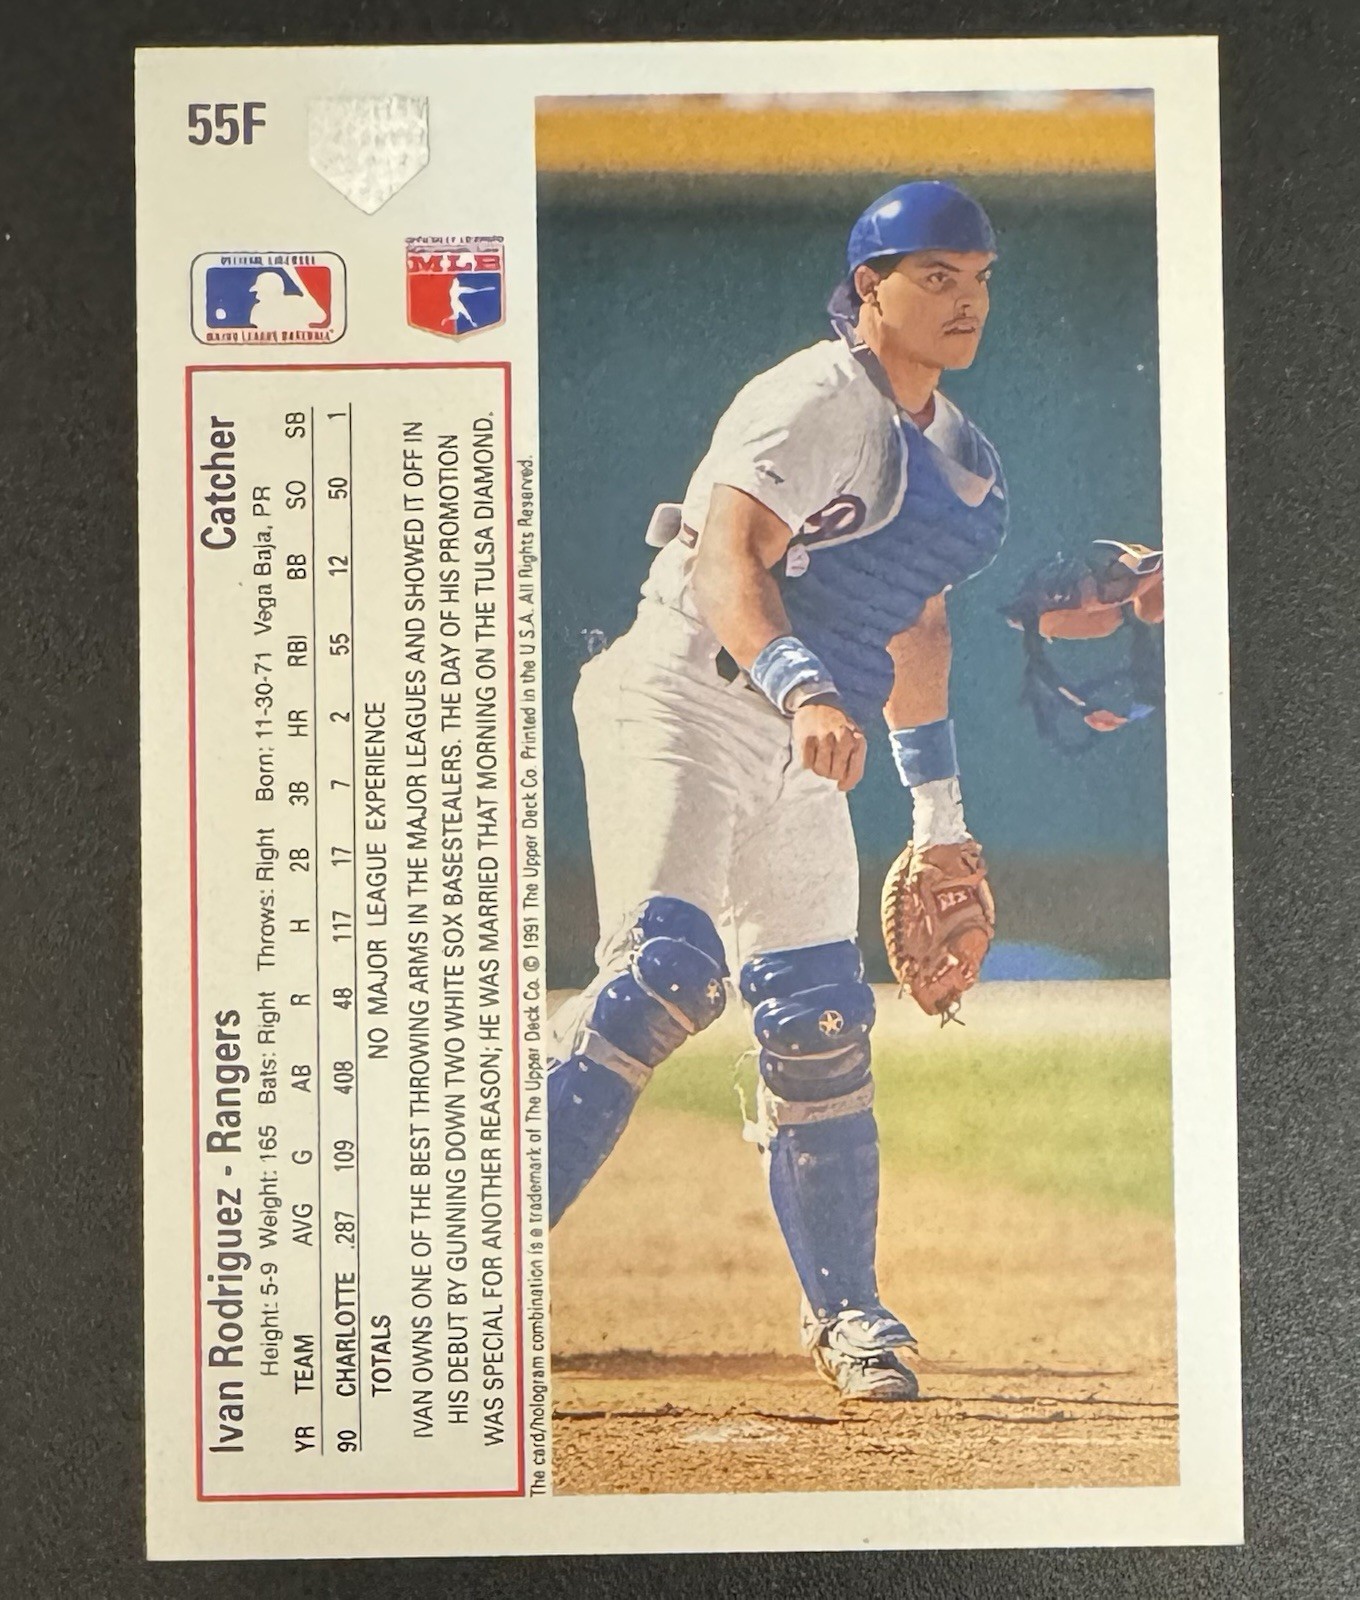 55F
MLB
Ivan Rodriguez - Rangers Catcher
Height: 5-9 Weight: 165 Bats: Right Throws: Right Born: 11-30-71 Vega Baja, PR
YR TEAM AVG G AB R H 2B 3B HR RBI BB SO SB
90 CHARLOTTE .287 109 408 48 117 17 7 2 55 12 50 1
TOTALS NO MAJOR LEAGUE EXPERIENCE
IVAN OWNS ONE OF THE BEST THROWING ARMS IN THE MAJOR LEAGUES AND SHOWED IT OFF IN
HIS DEBUT BY GUNNING DOWN TWO WHITE SOX BASESTEALERS. THE DAY OF HIS PROMOTION
WAS SPECIAL FOR ANOTHER REASON; HE WAS MARRIED THAT MORNING ON THE TULSA DIAMOND.
The card/hologram combination is a trademark of The Upper Deck Co. © 1991 The Upper Deck Co. Printed in the U.S.A. All Rights Reserved.